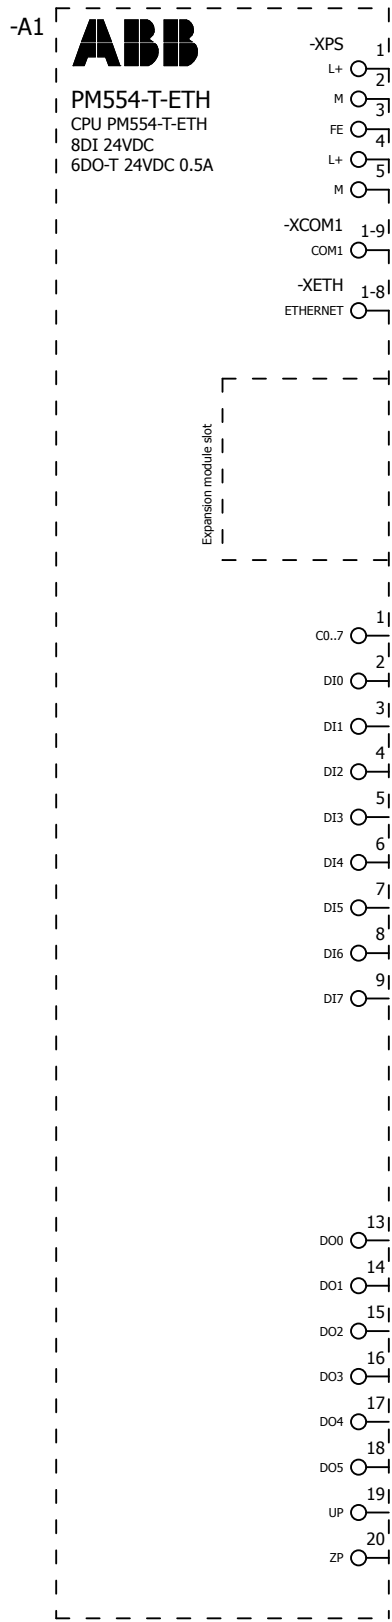 -A1
ABB
PM554-T-ETH
CPU PM554-T-ETH
8DI 24VDC
6DO-T 24VDC 0.5A
-XPS
1
L+
2
M
3
FE
4
L+
5
M
-XCOM1
1-9
COM1
-XETH
1-8
ETHERNET
Expansion module slot
1
C0..7
2
DI0
3
DI1
4
DI2
5
DI3
6
DI4
7
DI5
8
DI6
9
DI7
13
DO0
14
DO1
15
DO2
16
DO3
17
DO4
18
DO5
19
UP
20
ZP